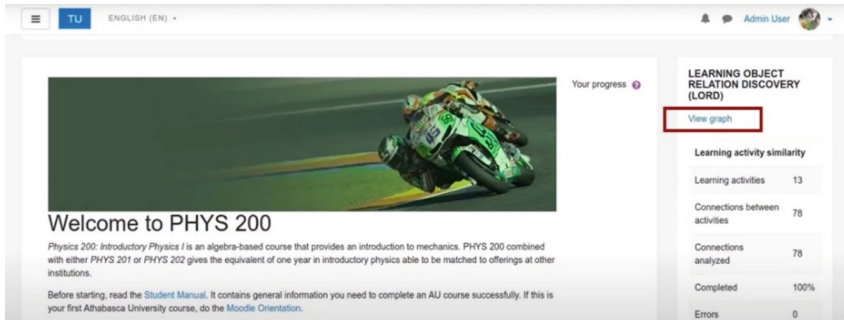 TU
ENGLISH (EN)
Admin User
Your progress
LEARNING OBJECT
RELATION DISCOVERY
(LORD)
View graph
Learning activity similarity
Learning activities 13
Connections between
activities 78
Connections
analyzed 78
Completed 100%
Errors 0
Welcome to PHYS 200
Physics 200: Introductory Physics I is an algebra-based course that provides an introduction to mechanics. PHYS 200 combined
with either PHYS 201 or PHYS 202 gives the equivalent of one year in introductory physics able to be matched to offerings at other
institutions.
Before starting, read the Student Manual. It contains general information you need to complete an AU course successfully. If this is
your first Athabasca University course, do the Moodle Orientation.